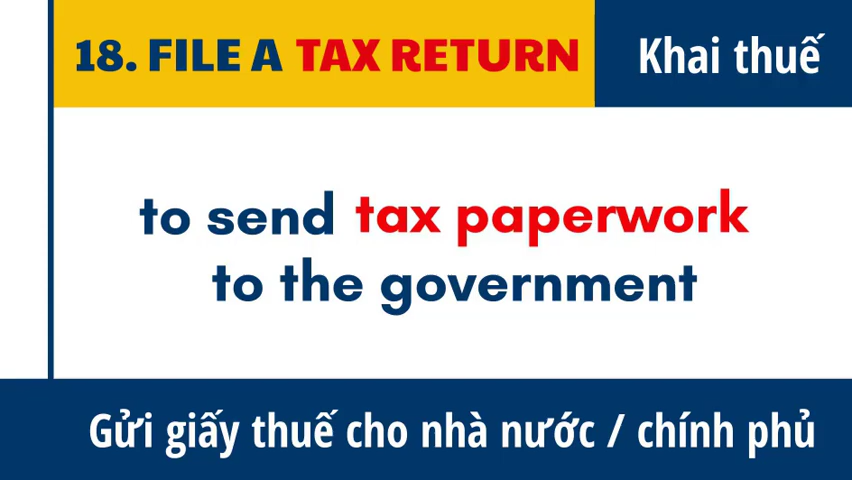 18. FILE A TAX RETURN
Khai thuế
to send tax paperwork
to the government
Gửi giấy thuế cho nhà nước / chính phủ